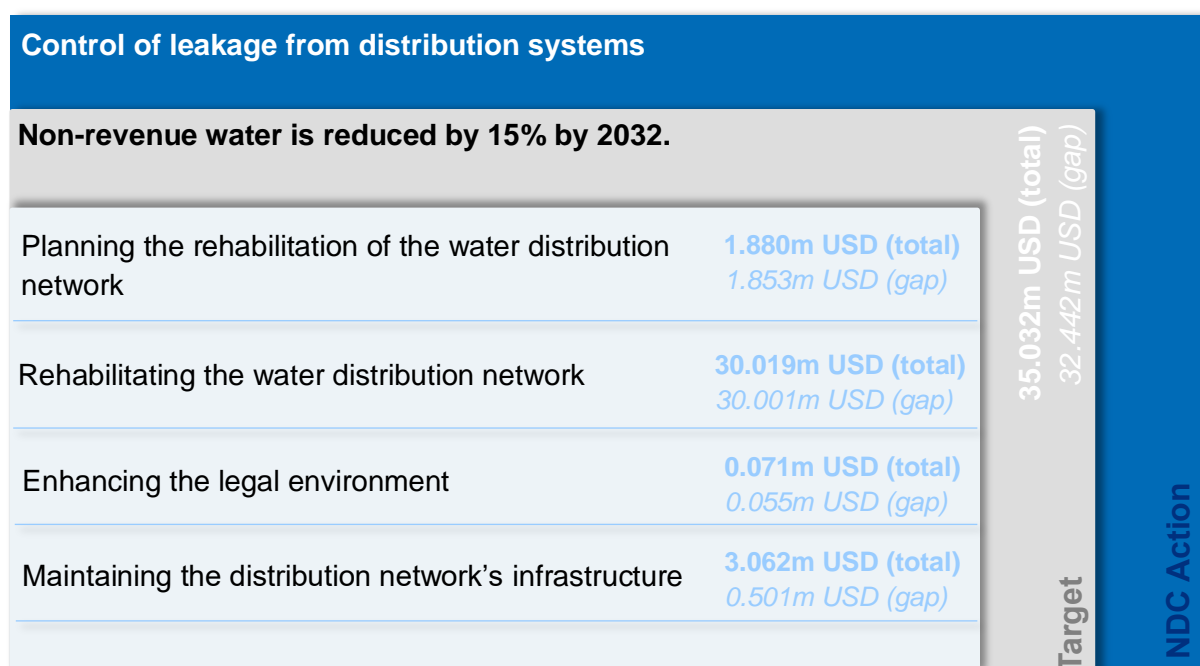 Control of leakage from distribution systems
Non-revenue water is reduced by 15% by 2032.
35.032m USD (total)
32.442m USD (gap)
Planning the rehabilitation of the water distribution
network
1.880m USD (total)
1.853m USD (gap)
Rehabilitating the water distribution network
30.019m USD (total)
30.001m USD (gap)
Enhancing the legal environment
0.071m USD (total)
0.055m USD (gap)
Maintaining the distribution network’s infrastructure
3.062m USD (total)
0.501m USD (gap)
Target
NDC Action